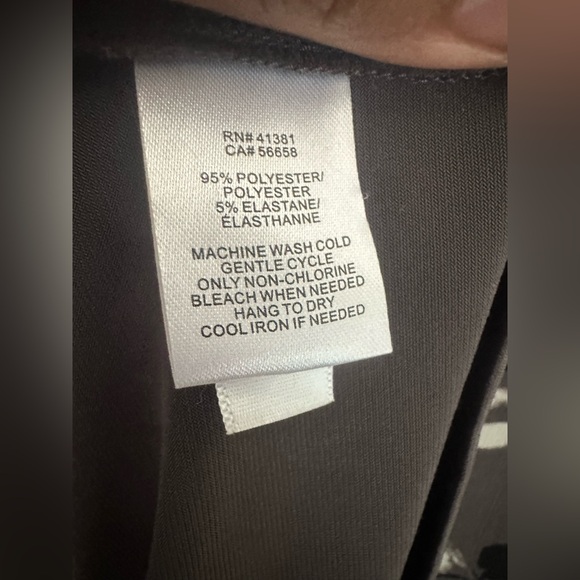 RN# 41381
CA# 56658
95% POLYESTER/
POLYESTER
5% ELASTANE/
ÉLASTHANNE
MACHINE WASH COLD
GENTLE CYCLE
ONLY NON-CHLORINE
BLEACH WHEN NEEDED
HANG TO DRY
COOL IRON IF NEEDED